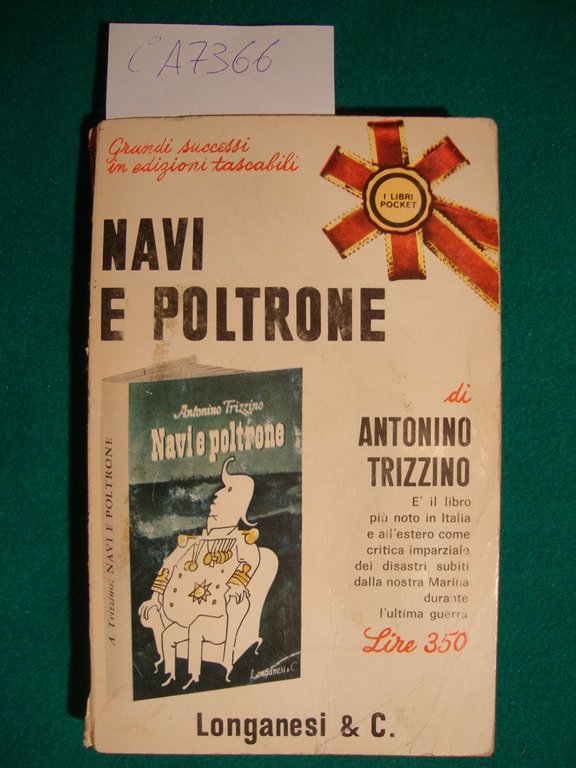 CA7366
Grandi successi
in edizioni tascabili
I LIBRI
POCKET
NAVI
E POLTRONE
di
ANTONINO
TRIZZINO
E' il libro
più noto in Italia
e all'estero come
critica imparziale
dei disastri subiti
dalla nostra Marina
durante
l'ultima guerra
Lire 350
Antonino Trizzino
Navi e poltrone
Longanesi & C.
A. Trizzino: NAVI E POLTRONE
Longanesi & C.